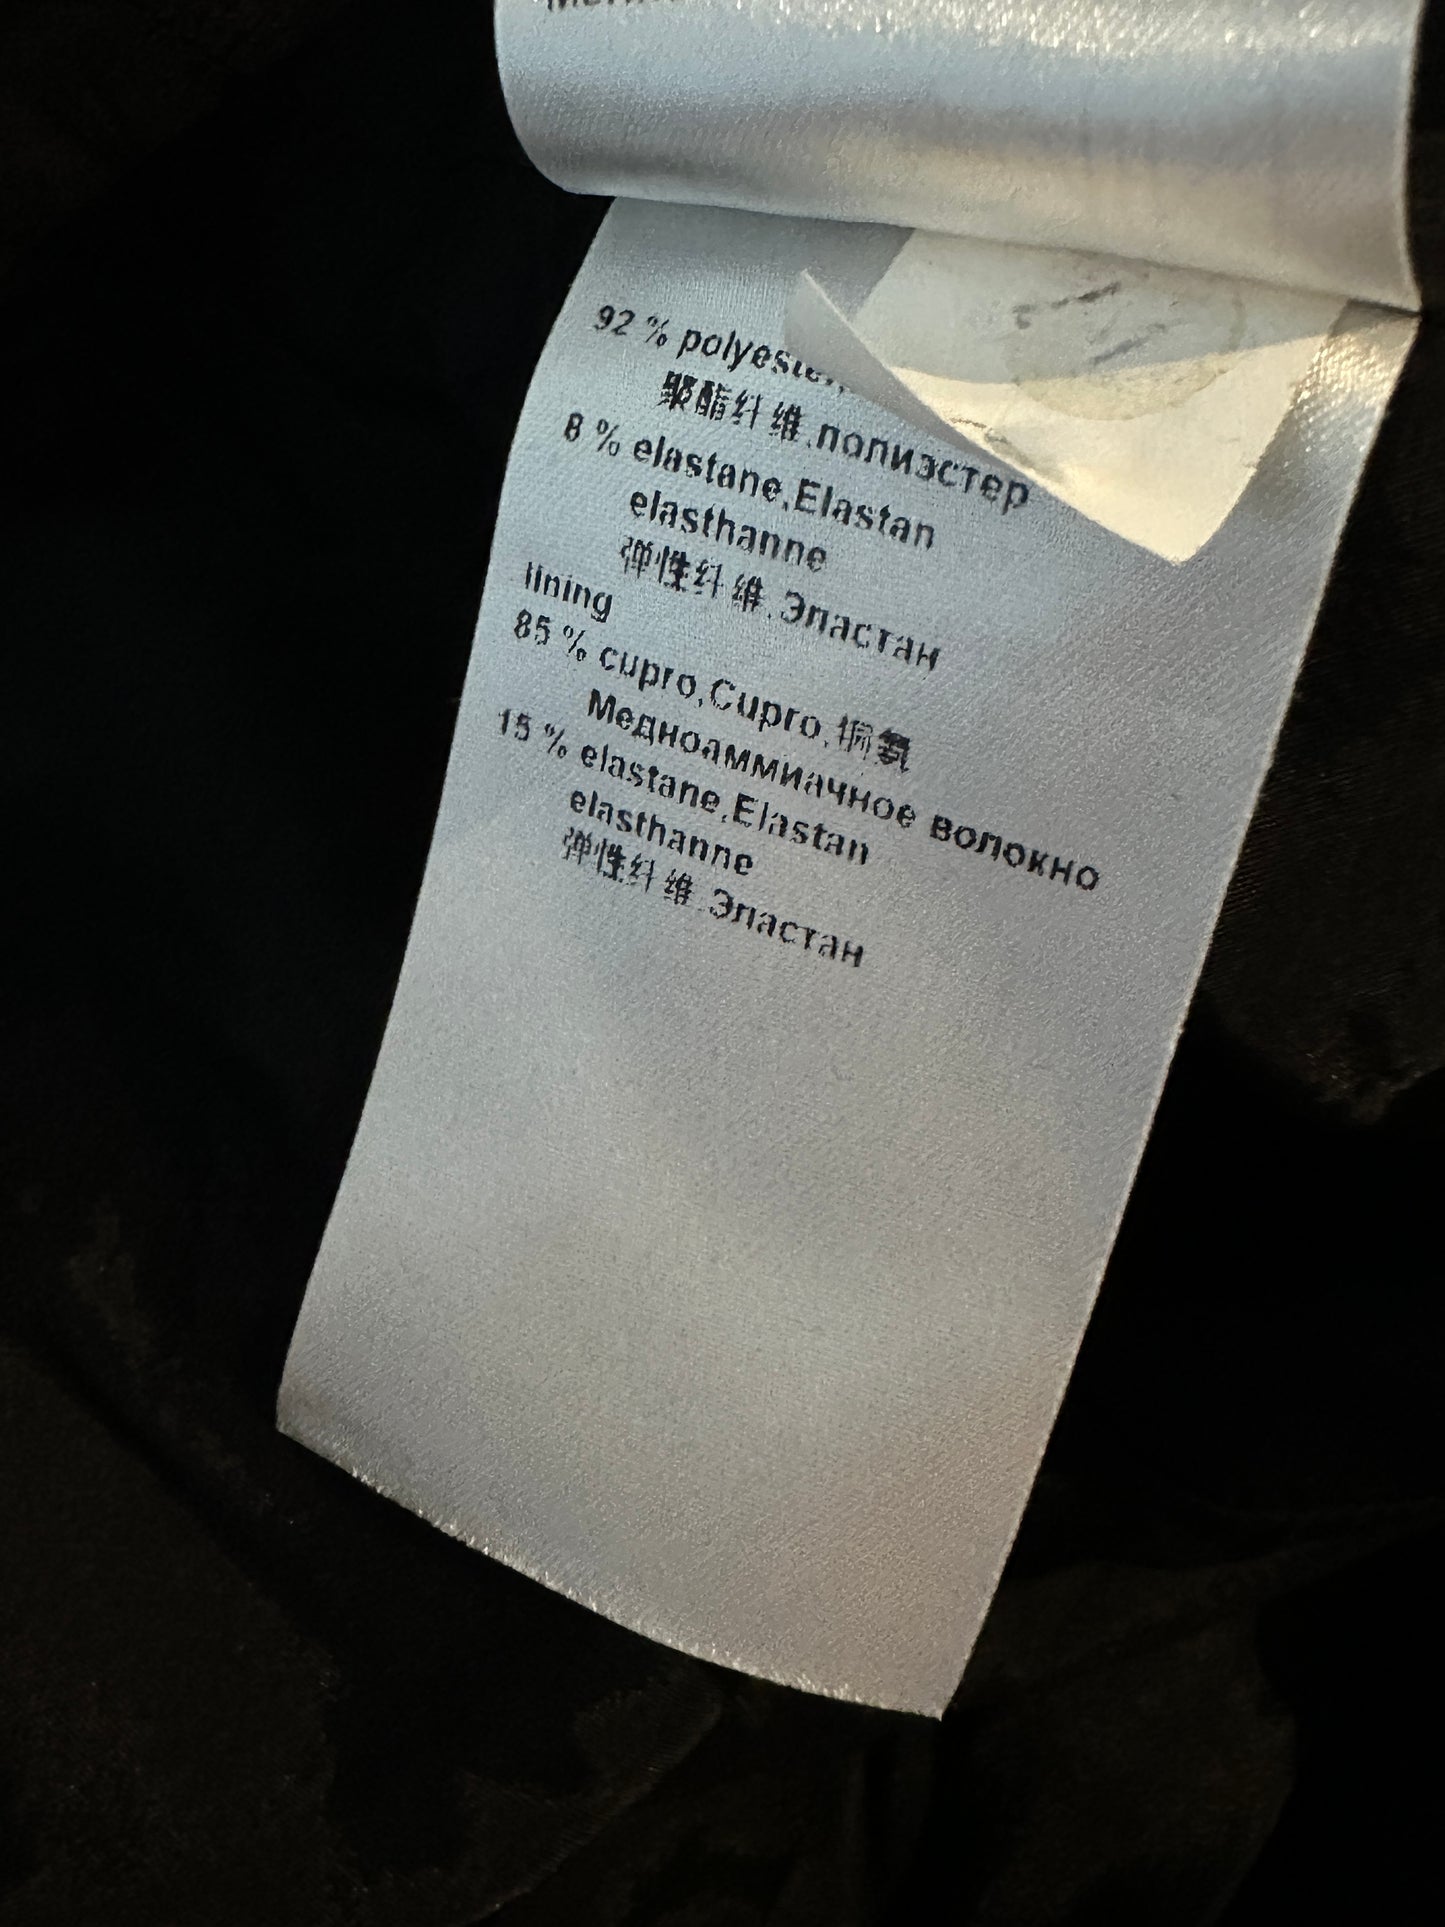 92 % polyester,
聚酯纤维,полиэстер
8 % elastane,Elastan
elasthanne
弹性纤维,Эластан
lining
85 % cupro,Cupro,铜氨
Медноаммиачное волокно
15 % elastane,Elastan
elasthanne
弹性纤维,Эластан